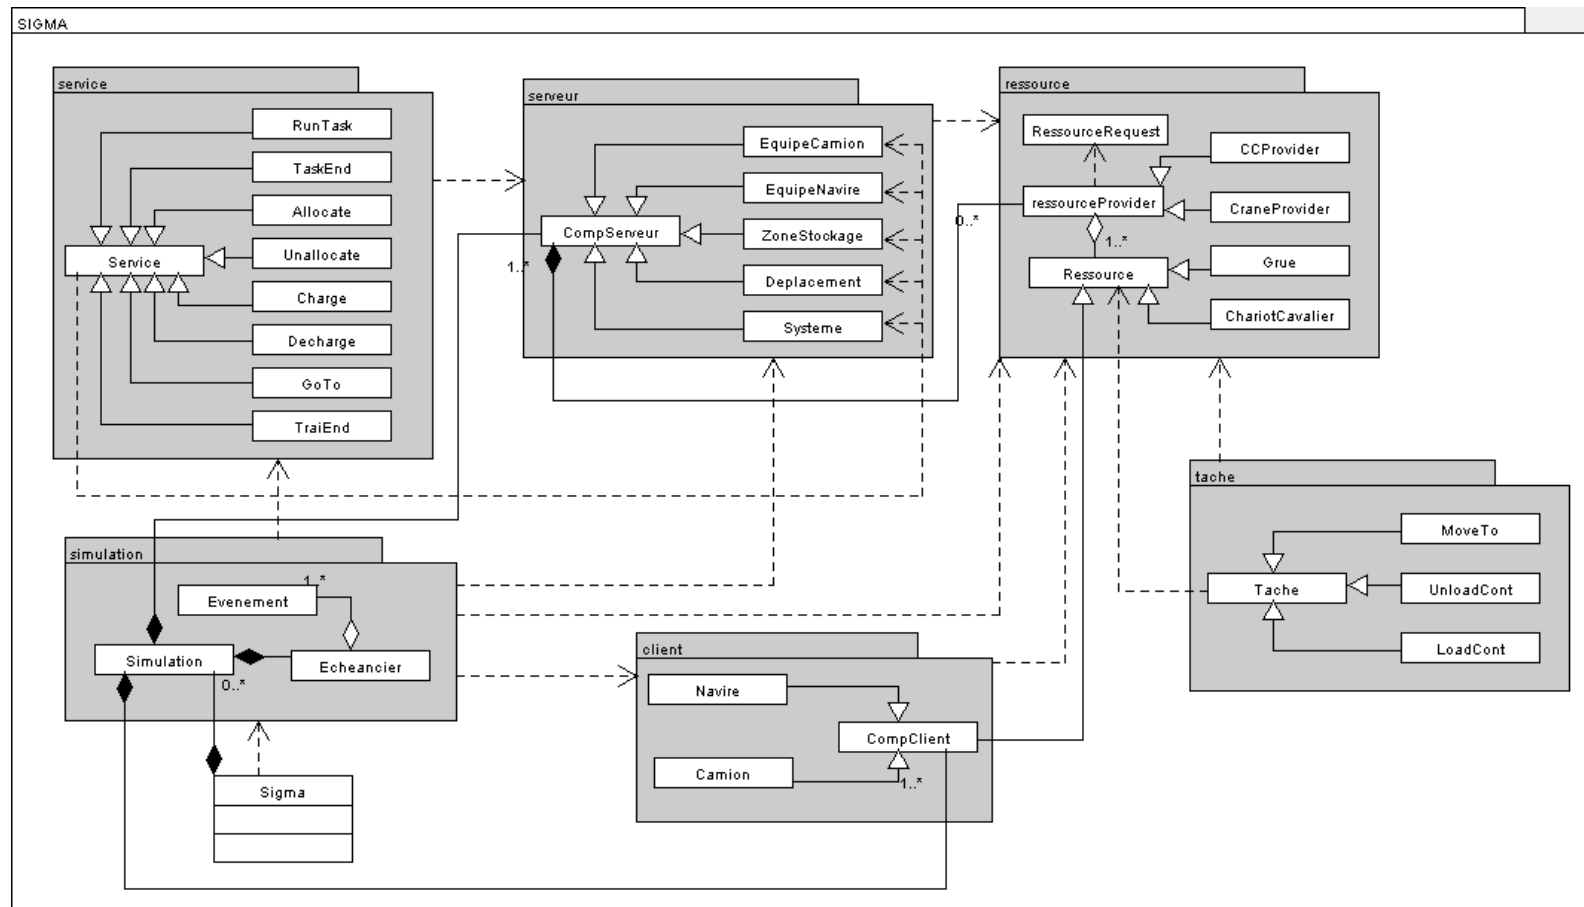 SIGMA
service
RunTask
TaskEnd
Allocate
Unallocate
Service
Charge
Decharge
GoTo
TraiEnd
serveur
EquipeCamion
EquipeNavire
CompServeur
ZoneStockage
1..*
Deplacement
Systeme
ressource
RessourceRequest
CCProvider
ressourceProvider
CraneProvider
0..*
1..*
Ressource
Grue
ChariotCavalier
tache
MoveTo
Tache
UnloadCont
LoadCont
simulation
1..*
Evenement
Simulation
Echeancier
0..*
Sigma
client
Navire
CompClient
Camion
1..*